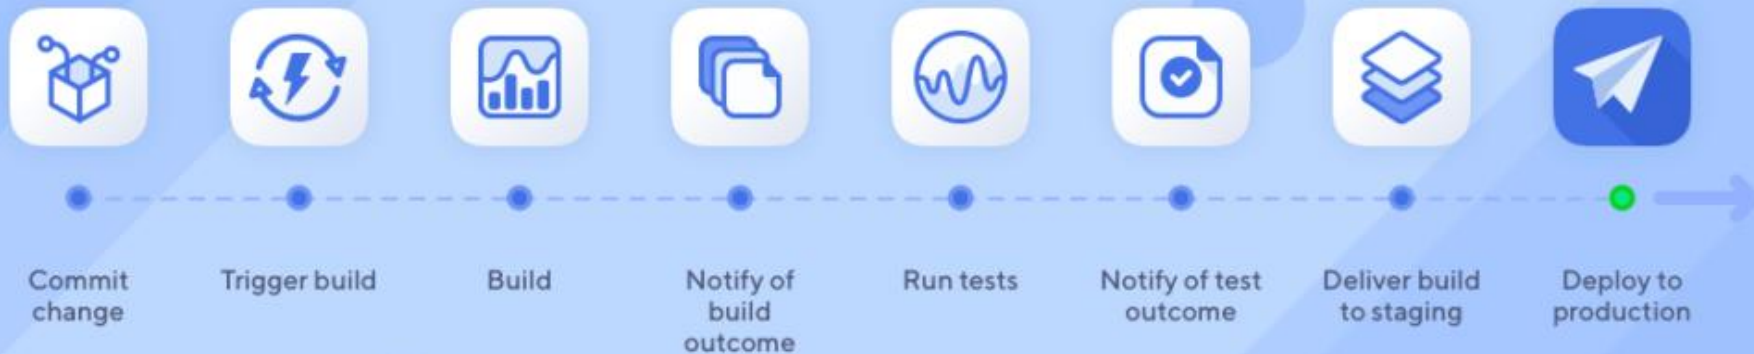 Commit
change
Trigger build
Build
Notify of
build
outcome
Run tests
Notify of test
outcome
Deliver build
to staging
Deploy to
production